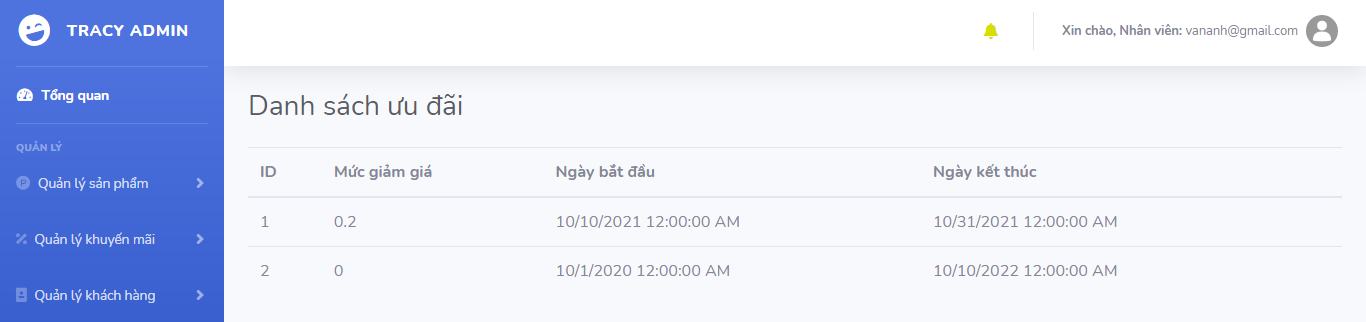 TRACY ADMIN
Xin chào, Nhân viên: vananh@gmail.com
Tổng quan
QUẢN LÝ
Quản lý sản phẩm
Quản lý khuyến mãi
Quản lý khách hàng
Danh sách ưu đãi
ID Mức giảm giá Ngày bắt đầu Ngày kết thúc
1 0.2 10/10/2021 12:00:00 AM 10/31/2021 12:00:00 AM
2 0 10/1/2020 12:00:00 AM 10/10/2022 12:00:00 AM